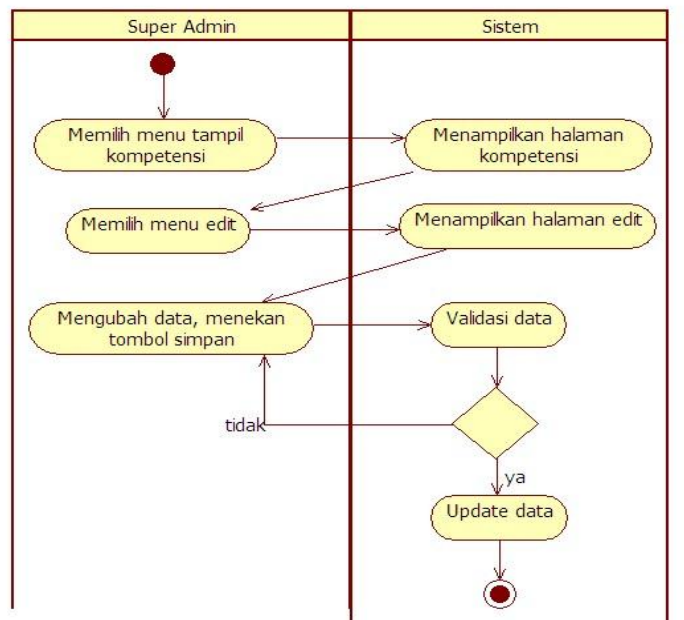 Super Admin
Sistem
Memilih menu tampil
kompetensi
Menampilkan halaman
kompetensi
Memilih menu edit
Menampilkan halaman edit
Mengubah data, menekan
tombol simpan
Validasi data
tidak
ya
Update data